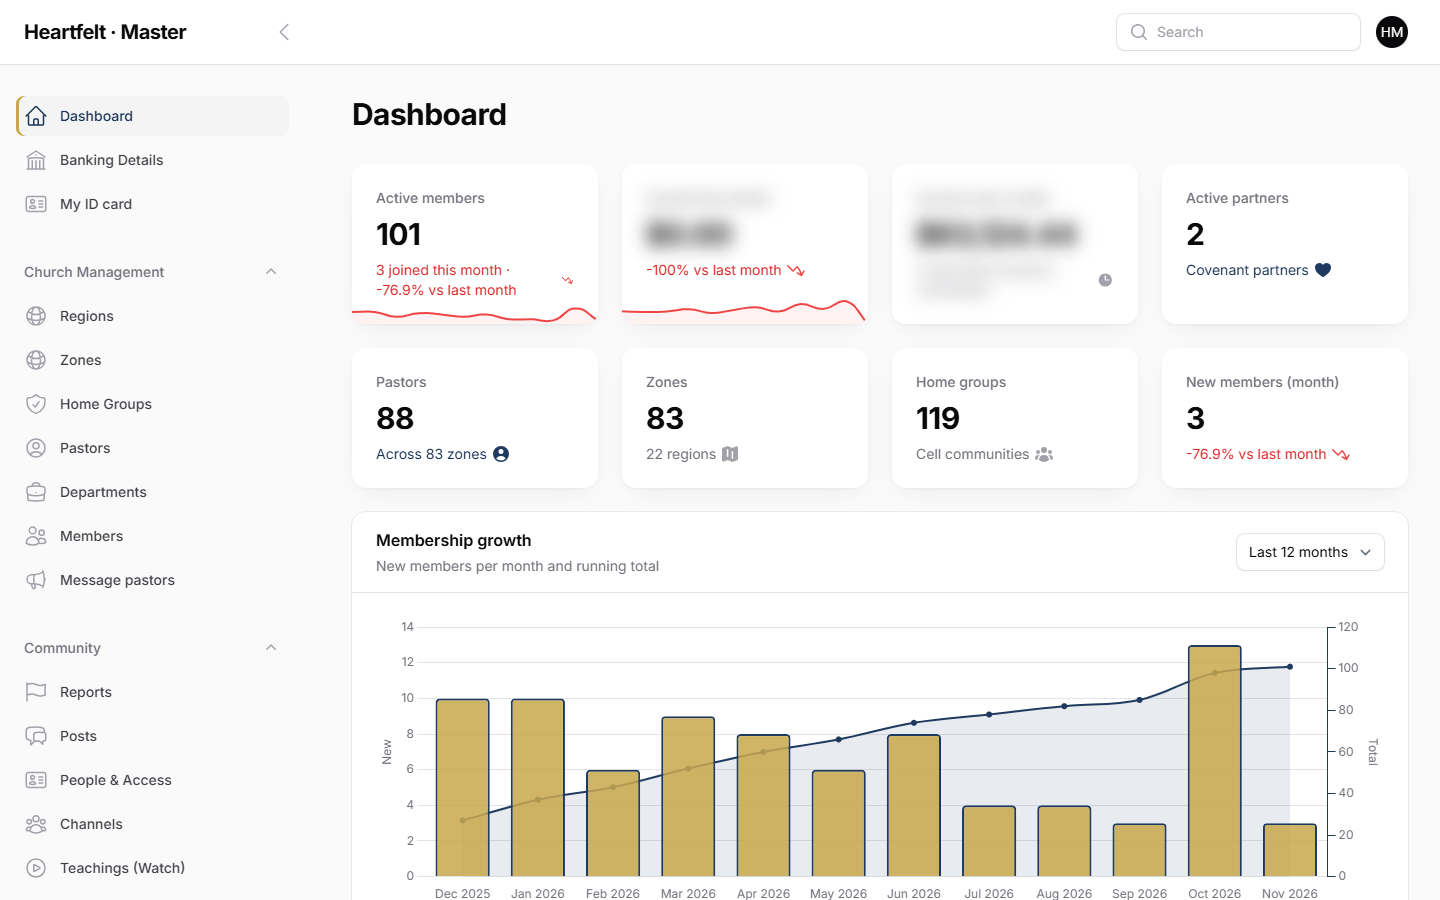 Heartfelt · Master
Search
HM
Dashboard
Banking Details
My ID card
Church Management
Regions
Zones
Home Groups
Pastors
Departments
Members
Message pastors
Community
Reports
Posts
People & Access
Channels
Teachings (Watch)
Dashboard
Active members
101
3 joined this month ·
-76.9% vs last month
-100% vs last month
Active partners
2
Covenant partners
Pastors
88
Across 83 zones
Zones
83
22 regions
Home groups
119
Cell communities
New members (month)
3
-76.9% vs last month
Membership growth
New members per month and running total
Last 12 months
14
12
10
8
6
4
2
0
New
120
100
80
60
40
20
0
Total
Dec 2025
Jan 2026
Feb 2026
Mar 2026
Apr 2026
May 2026
Jun 2026
Jul 2026
Aug 2026
Sep 2026
Oct 2026
Nov 2026